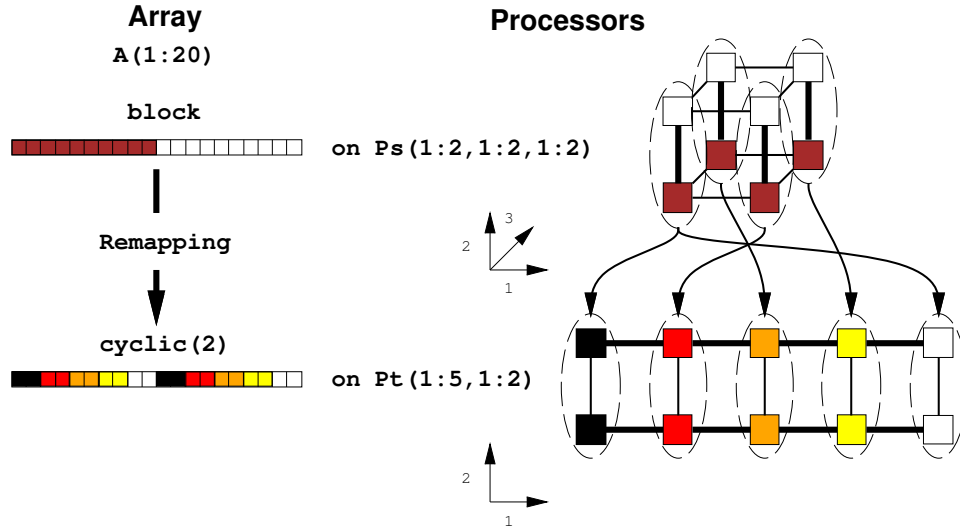 Array
Processors
A(1:20)
block
on Ps(1:2,1:2,1:2)
3
2
1
Remapping
cyclic(2)
on Pt(1:5,1:2)
2
1